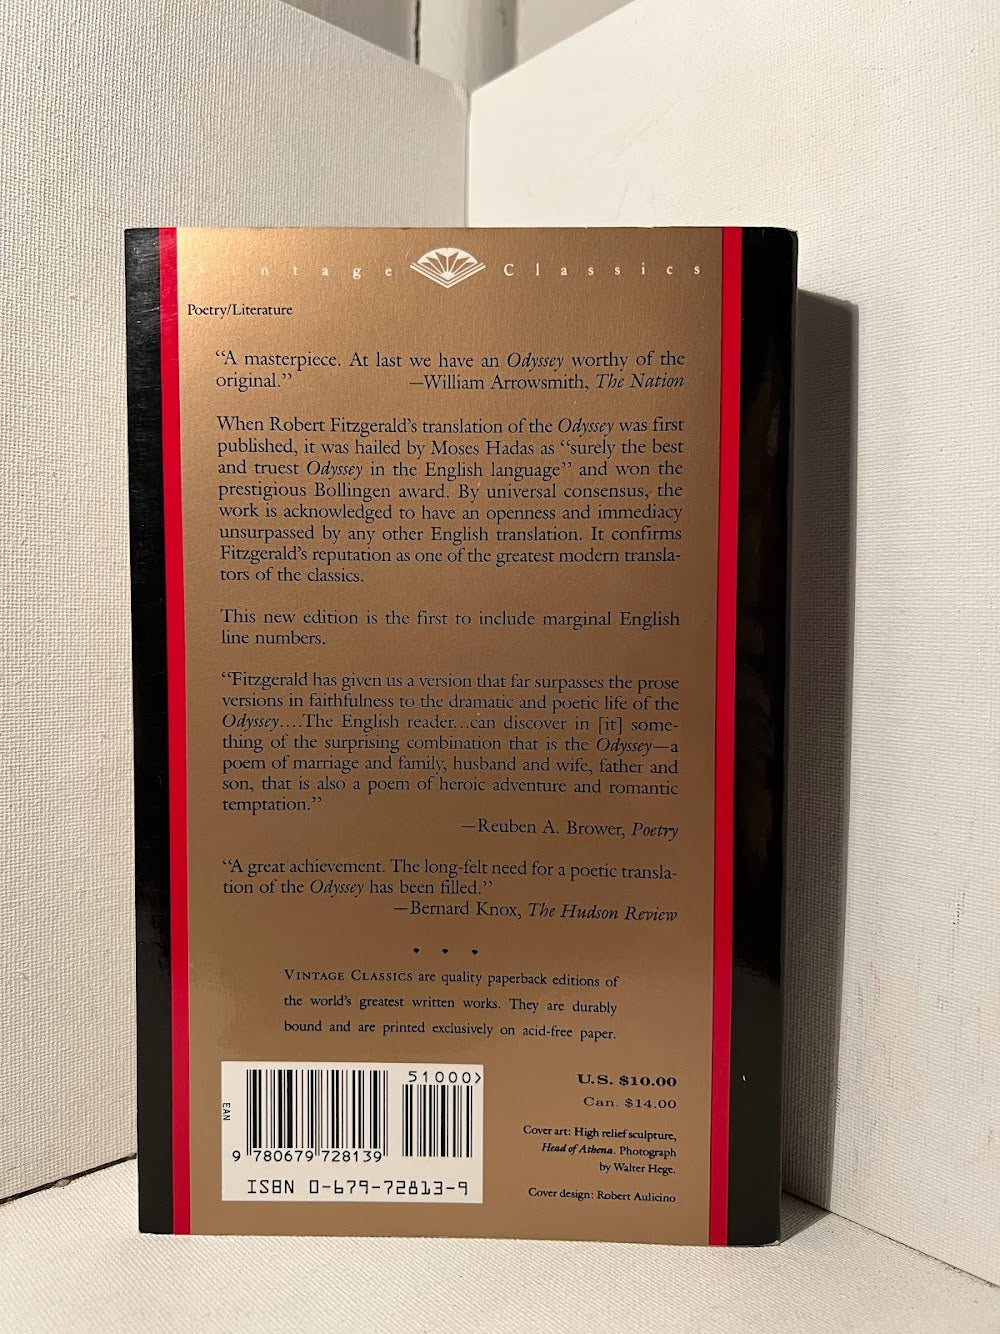 Vintage Classics
Poetry/Literature
“A masterpiece. At last we have an Odyssey worthy of the
original.” —William Arrowsmith, The Nation
When Robert Fitzgerald’s translation of the Odyssey was first
published, it was hailed by Moses Hadas as “surely the best
and truest Odyssey in the English language” and won the
prestigious Bollingen award. By universal consensus, the
work is acknowledged to have an openness and immediacy
unsurpassed by any other English translation. It confirms
Fitzgerald’s reputation as one of the greatest modern transla-
tors of the classics.
This new edition is the first to include marginal English
line numbers.
“Fitzgerald has given us a version that far surpasses the prose
versions in faithfulness to the dramatic and poetic life of the
Odyssey....The English reader...can discover in [it] some-
thing of the surprising combination that is the Odyssey—a
poem of marriage and family, husband and wife, father and
son, that is also a poem of heroic adventure and romantic
temptation.”
—Reuben A. Brower, Poetry
“A great achievement. The long-felt need for a poetic transla-
tion of the Odyssey has been filled.”
—Bernard Knox, The Hudson Review
VINTAGE CLASSICS are quality paperback editions of
the world’s greatest written works. They are durably
bound and are printed exclusively on acid-free paper.
51000>
EAN
9 780679 728139
ISBN 0-679-72813-9
U.S. $10.00
Can. $14.00
Cover art: High relief sculpture,
Head of Athena. Photograph
by Walter Hege.
Cover design: Robert Aulicino